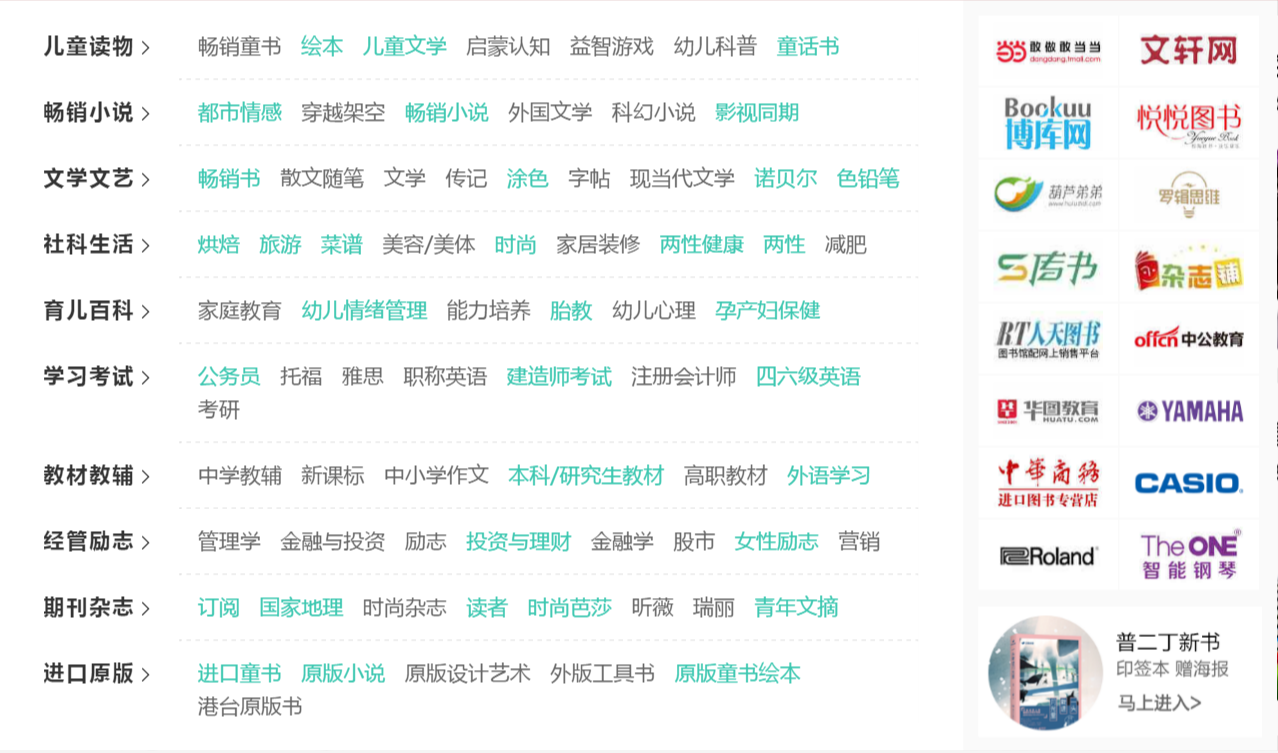 儿童读物 > 畅销童书 绘本 儿童文学 启蒙认知 益智游戏 幼儿科普 童话书
畅销小说 > 都市情感 穿越架空 畅销小说 外国文学 科幻小说 影视同期
文学文艺 > 畅销书 散文随笔 文学 传记 涂色 字帖 现当代文学 诺贝尔 色铅笔
社科生活 > 烘焙 旅游 菜谱 美容/美体 时尚 家居装修 两性健康 两性 减肥
育儿百科 > 家庭教育 幼儿情绪管理 能力培养 胎教 幼儿心理 孕产妇保健
学习考试 > 公务员 托福 雅思 职称英语 建造师考试 注册会计师 四六级英语
考研
教材教辅 > 中学教辅 新课标 中小学作文 本科/研究生教材 高职教材 外语学习
经管励志 > 管理学 金融与投资 励志 投资与理财 金融学 股市 女性励志 营销
期刊杂志 > 订阅 国家地理 时尚杂志 读者 时尚芭莎 昕薇 瑞丽 青年文摘
进口原版 > 进口童书 原版小说 原版设计艺术 外版工具书 原版童书绘本
港台原版书
当当 敢做敢当当
dangdang.tmall.com
文轩网
Bookuu
博库网
悦悦图书
Yueyue Book
葫芦弟弟
罗辑思维
杂志铺
RT人天图书
图书馆配网上销售平台
offcn中公教育
华图教育
HUATU.COM
YAMAHA
中华商务
进口图书专营店
CASIO
Roland
The ONE
智能钢琴
普二丁新书
印签本 赠海报
马上进入>